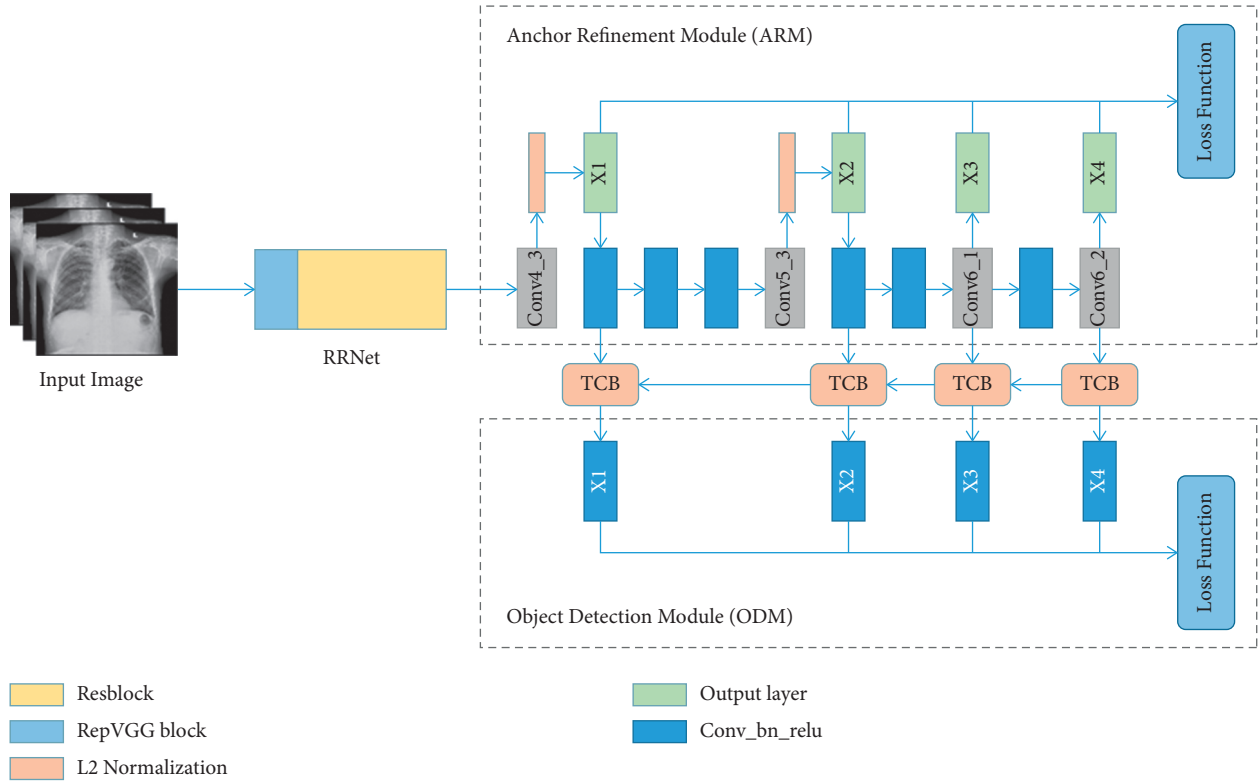 Anchor Refinement Module (ARM)
Loss Function
X1
X2
X3
X4
Conv4_3
Conv5_3
Conv6_1
Conv6_2
RRNet
Input Image
TCB
TCB
TCB
TCB
X1
X2
X3
X4
Loss Function
Object Detection Module (ODM)
Resblock
RepVGG block
L2 Normalization
Output layer
Conv_bn_relu